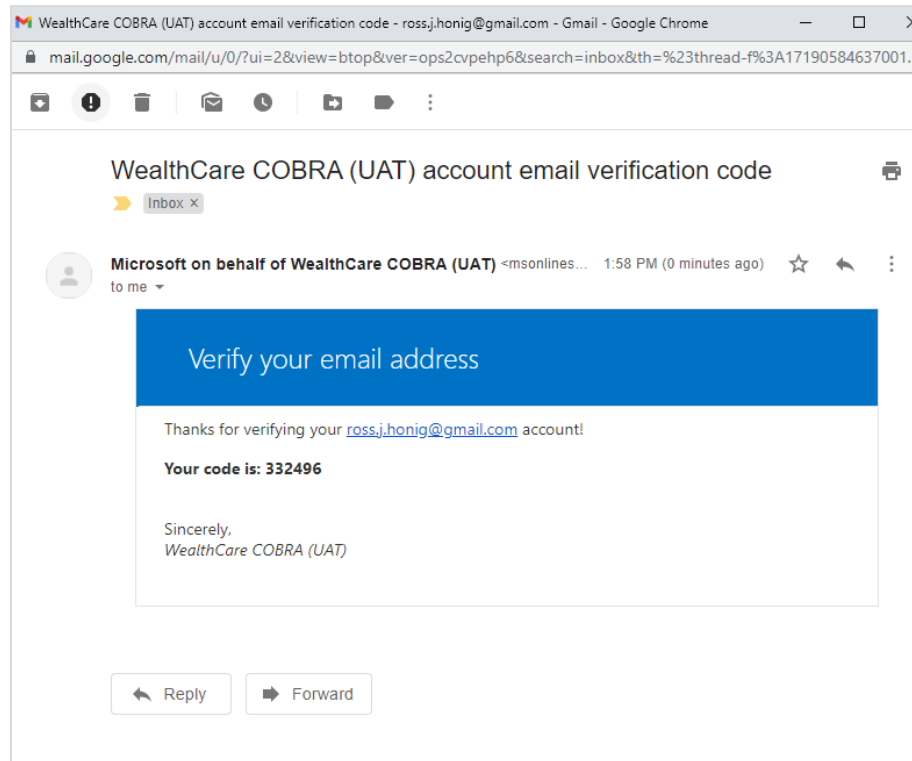 WealthCare COBRA (UAT) account email verification code - ross.j.honig@gmail.com - Gmail - Google Chrome
mail.google.com/mail/u/0/?ui=2&view=btop&ver=ops2cvpehp6&search=inbox&th=%23thread-f%3A17190584637001...
WealthCare COBRA (UAT) account email verification code
Inbox ×
Microsoft on behalf of WealthCare COBRA (UAT) <msonlines... 1:58 PM (0 minutes ago)
to me
Verify your email address
Thanks for verifying your ross.j.honig@gmail.com account!
Your code is: 332496
Sincerely,
WealthCare COBRA (UAT)
Reply Forward